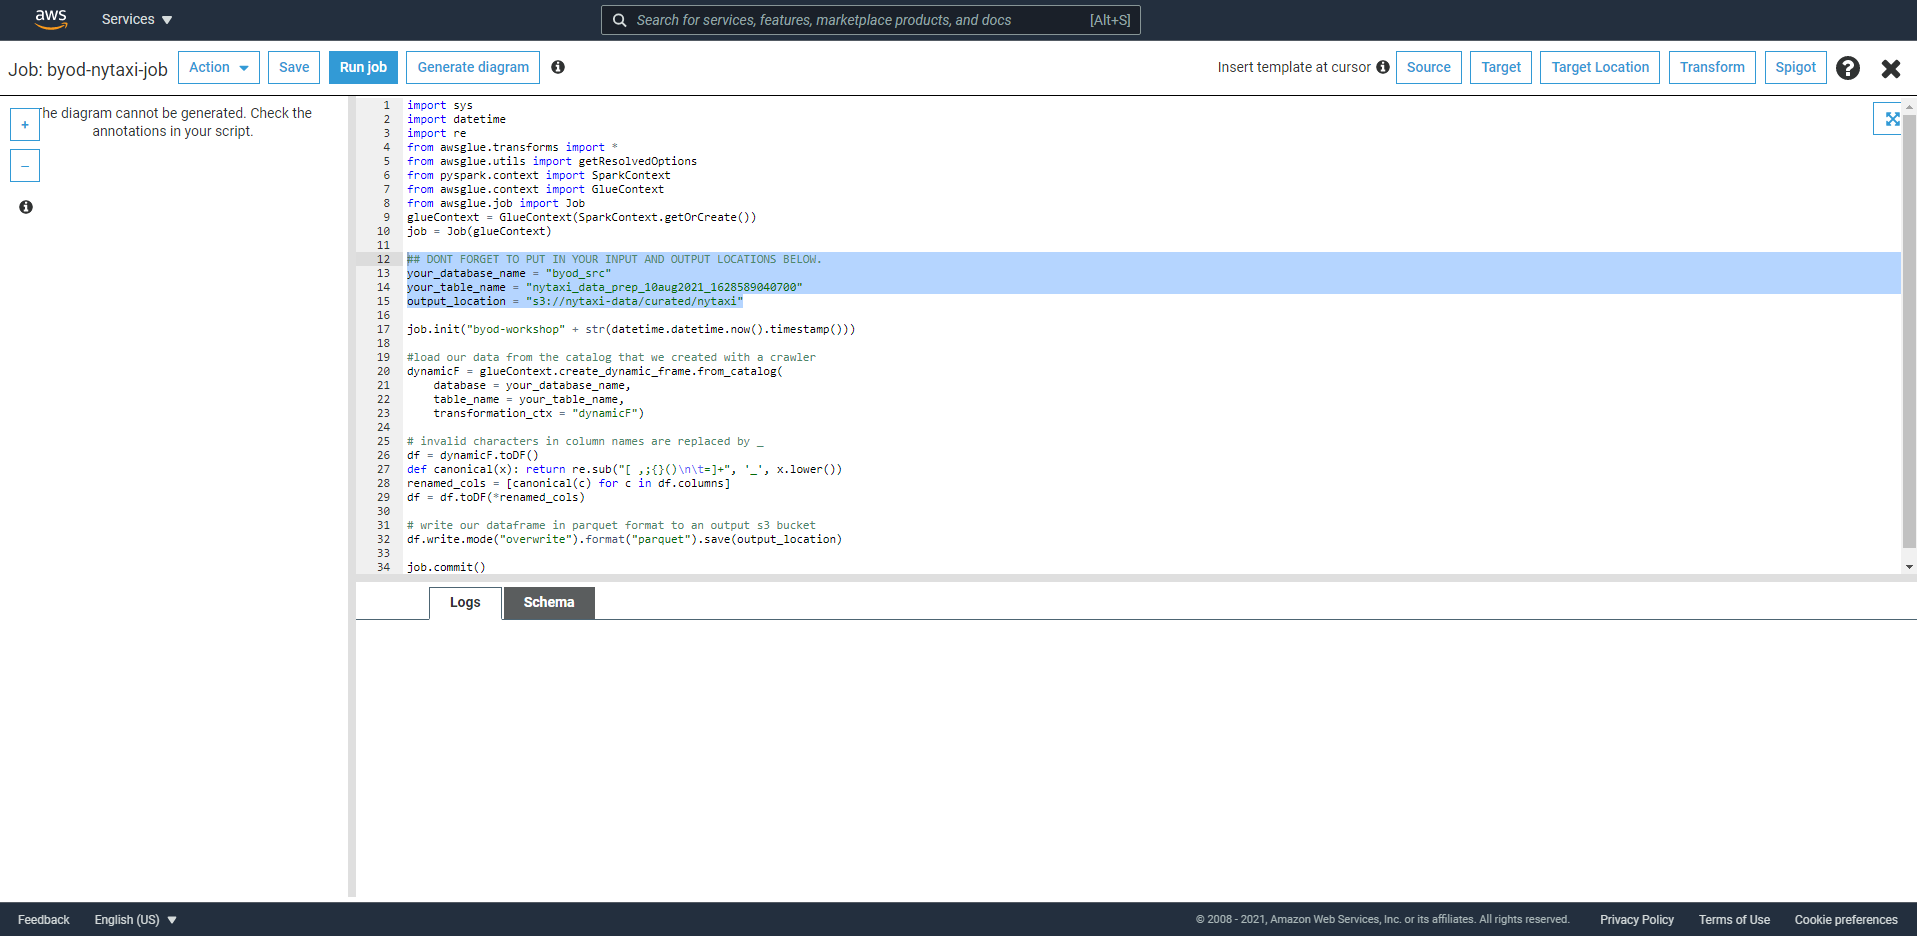 aws
Services
Search for services, features, marketplace products, and docs [Alt+S]
Job: byod-nytaxi-job
Action
Save
Run job
Generate diagram
Insert template at cursor
Source
Target
Target Location
Transform
Spigot
he diagram cannot be generated. Check the
annotations in your script.
+
−
1 import sys
2 import datetime
3 import re
4 from awsglue.transforms import *
5 from awsglue.utils import getResolvedOptions
6 from pyspark.context import SparkContext
7 from awsglue.context import GlueContext
8 from awsglue.job import Job
9 glueContext = GlueContext(SparkContext.getOrCreate())
10 job = Job(glueContext)
11
12 ## DONT FORGET TO PUT IN YOUR INPUT AND OUTPUT LOCATIONS BELOW.
13 your_database_name = "byod_src"
14 your_table_name = "nytaxi_data_prep_10aug2021_1628589040700"
15 output_location = "s3://nytaxi-data/curated/nytaxi"
16
17 job.init("byod-workshop" + str(datetime.datetime.now().timestamp()))
18
19 #load our data from the catalog that we created with a crawler
20 dynamicF = glueContext.create_dynamic_frame.from_catalog(
21     database = your_database_name,
22     table_name = your_table_name,
23     transformation_ctx = "dynamicF")
24
25 # invalid characters in column names are replaced by _
26 df = dynamicF.toDF()
27 def canonical(x): return re.sub("[ ,;{}()\n\t=]+", '_', x.lower())
28 renamed_cols = [canonical(c) for c in df.columns]
29 df = df.toDF(*renamed_cols)
30
31 # write our dataframe in parquet format to an output s3 bucket
32 df.write.mode("overwrite").format("parquet").save(output_location)
33
34 job.commit()
Logs
Schema
Feedback
English (US)
© 2008 - 2021, Amazon Web Services, Inc. or its affiliates. All rights reserved.
Privacy Policy
Terms of Use
Cookie preferences